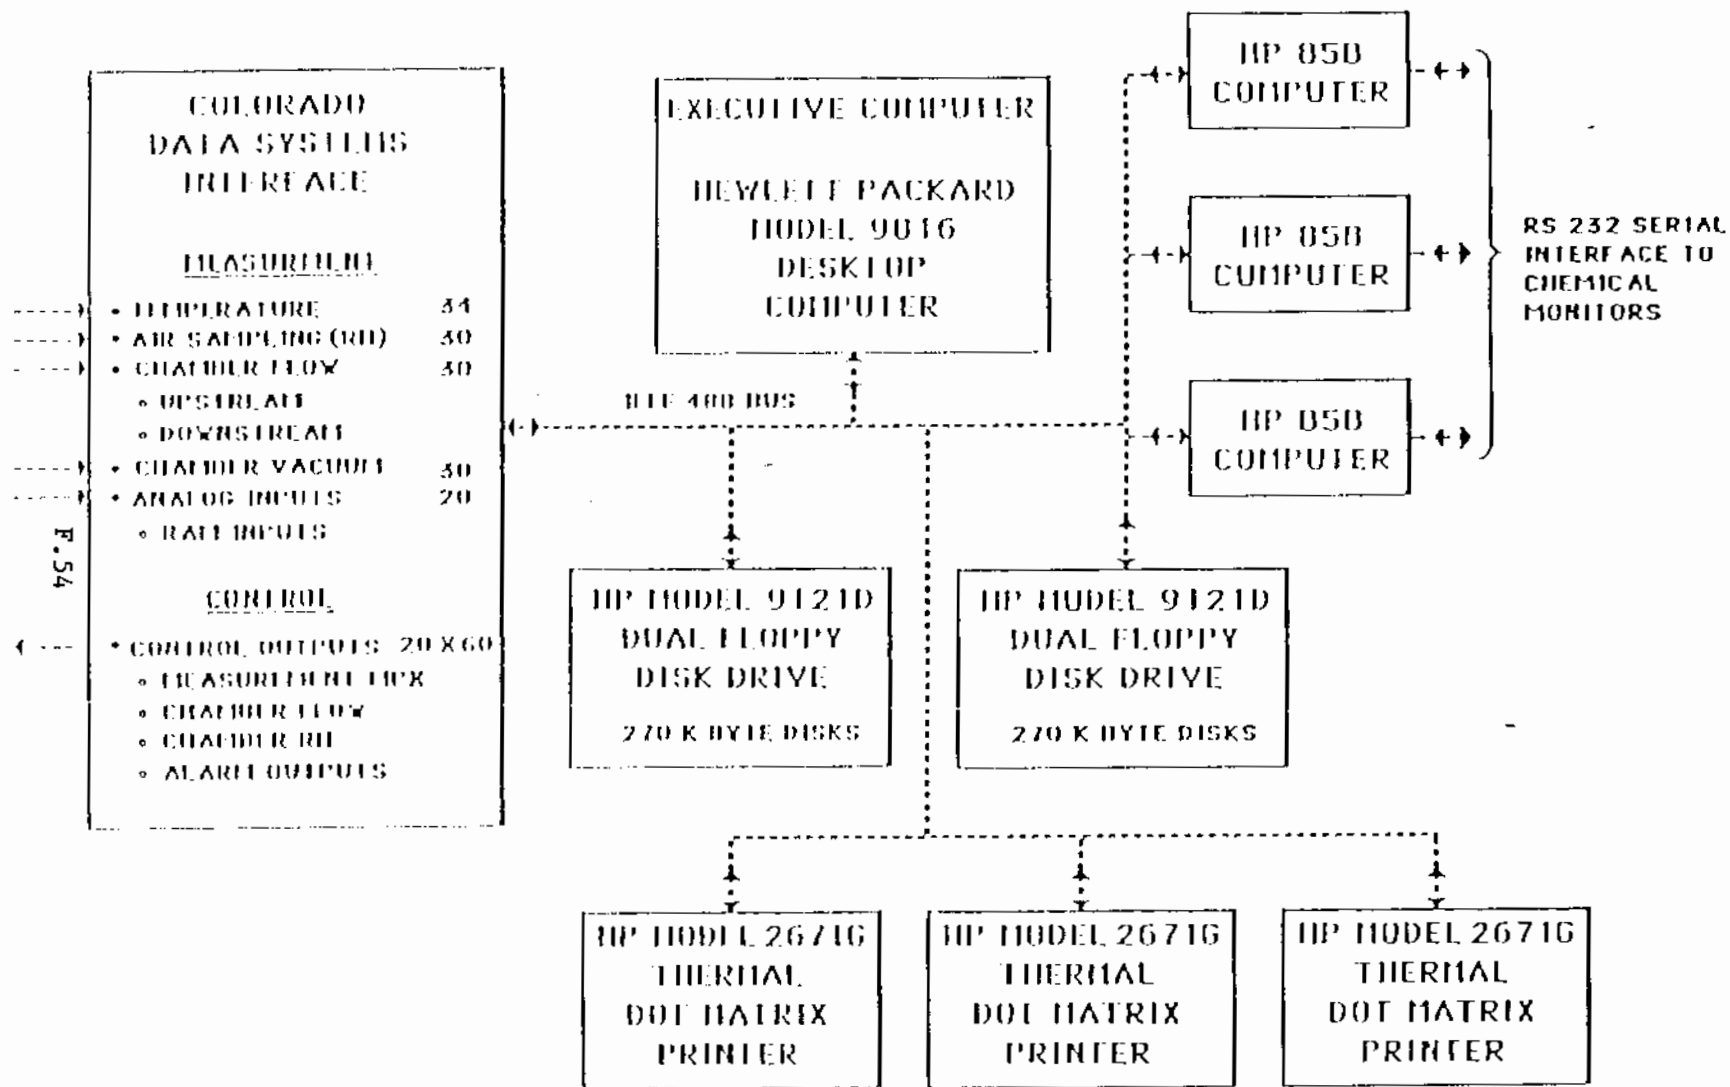 COLORADO
DATA SYSTEMS
INTERFACE
MEASUREMENT
• TEMPERATURE 34
• AIR SAMPLING (RH) 30
• CHAMBER FLOW 30
◦ UPSTREAM
◦ DOWNSTREAM
• CHAMBER VACUUM 30
• ANALOG INPUTS 20
◦ RAM INPUTS
CONTROL
• CONTROL OUTPUTS 20 X 60
◦ MEASUREMENT MPX
◦ CHAMBER FLOW
◦ CHAMBER RH
◦ ALARM OUTPUTS
F.54
EXECUTIVE COMPUTER
HEWLETT PACKARD
MODEL 9816
DESKTOP
COMPUTER
IEEE 488 BUS
HP 85B
COMPUTER
HP 85B
COMPUTER
HP 85B
COMPUTER
RS 232 SERIAL
INTERFACE TO
CHEMICAL
MONITORS
HP MODEL 9121D
DUAL FLOPPY
DISK DRIVE
270 K BYTE DISKS
HP MODEL 9121D
DUAL FLOPPY
DISK DRIVE
270 K BYTE DISKS
HP MODEL 2671G
THERMAL
DOT MATRIX
PRINTER
HP MODEL 2671G
THERMAL
DOT MATRIX
PRINTER
HP MODEL 2671G
THERMAL
DOT MATRIX
PRINTER